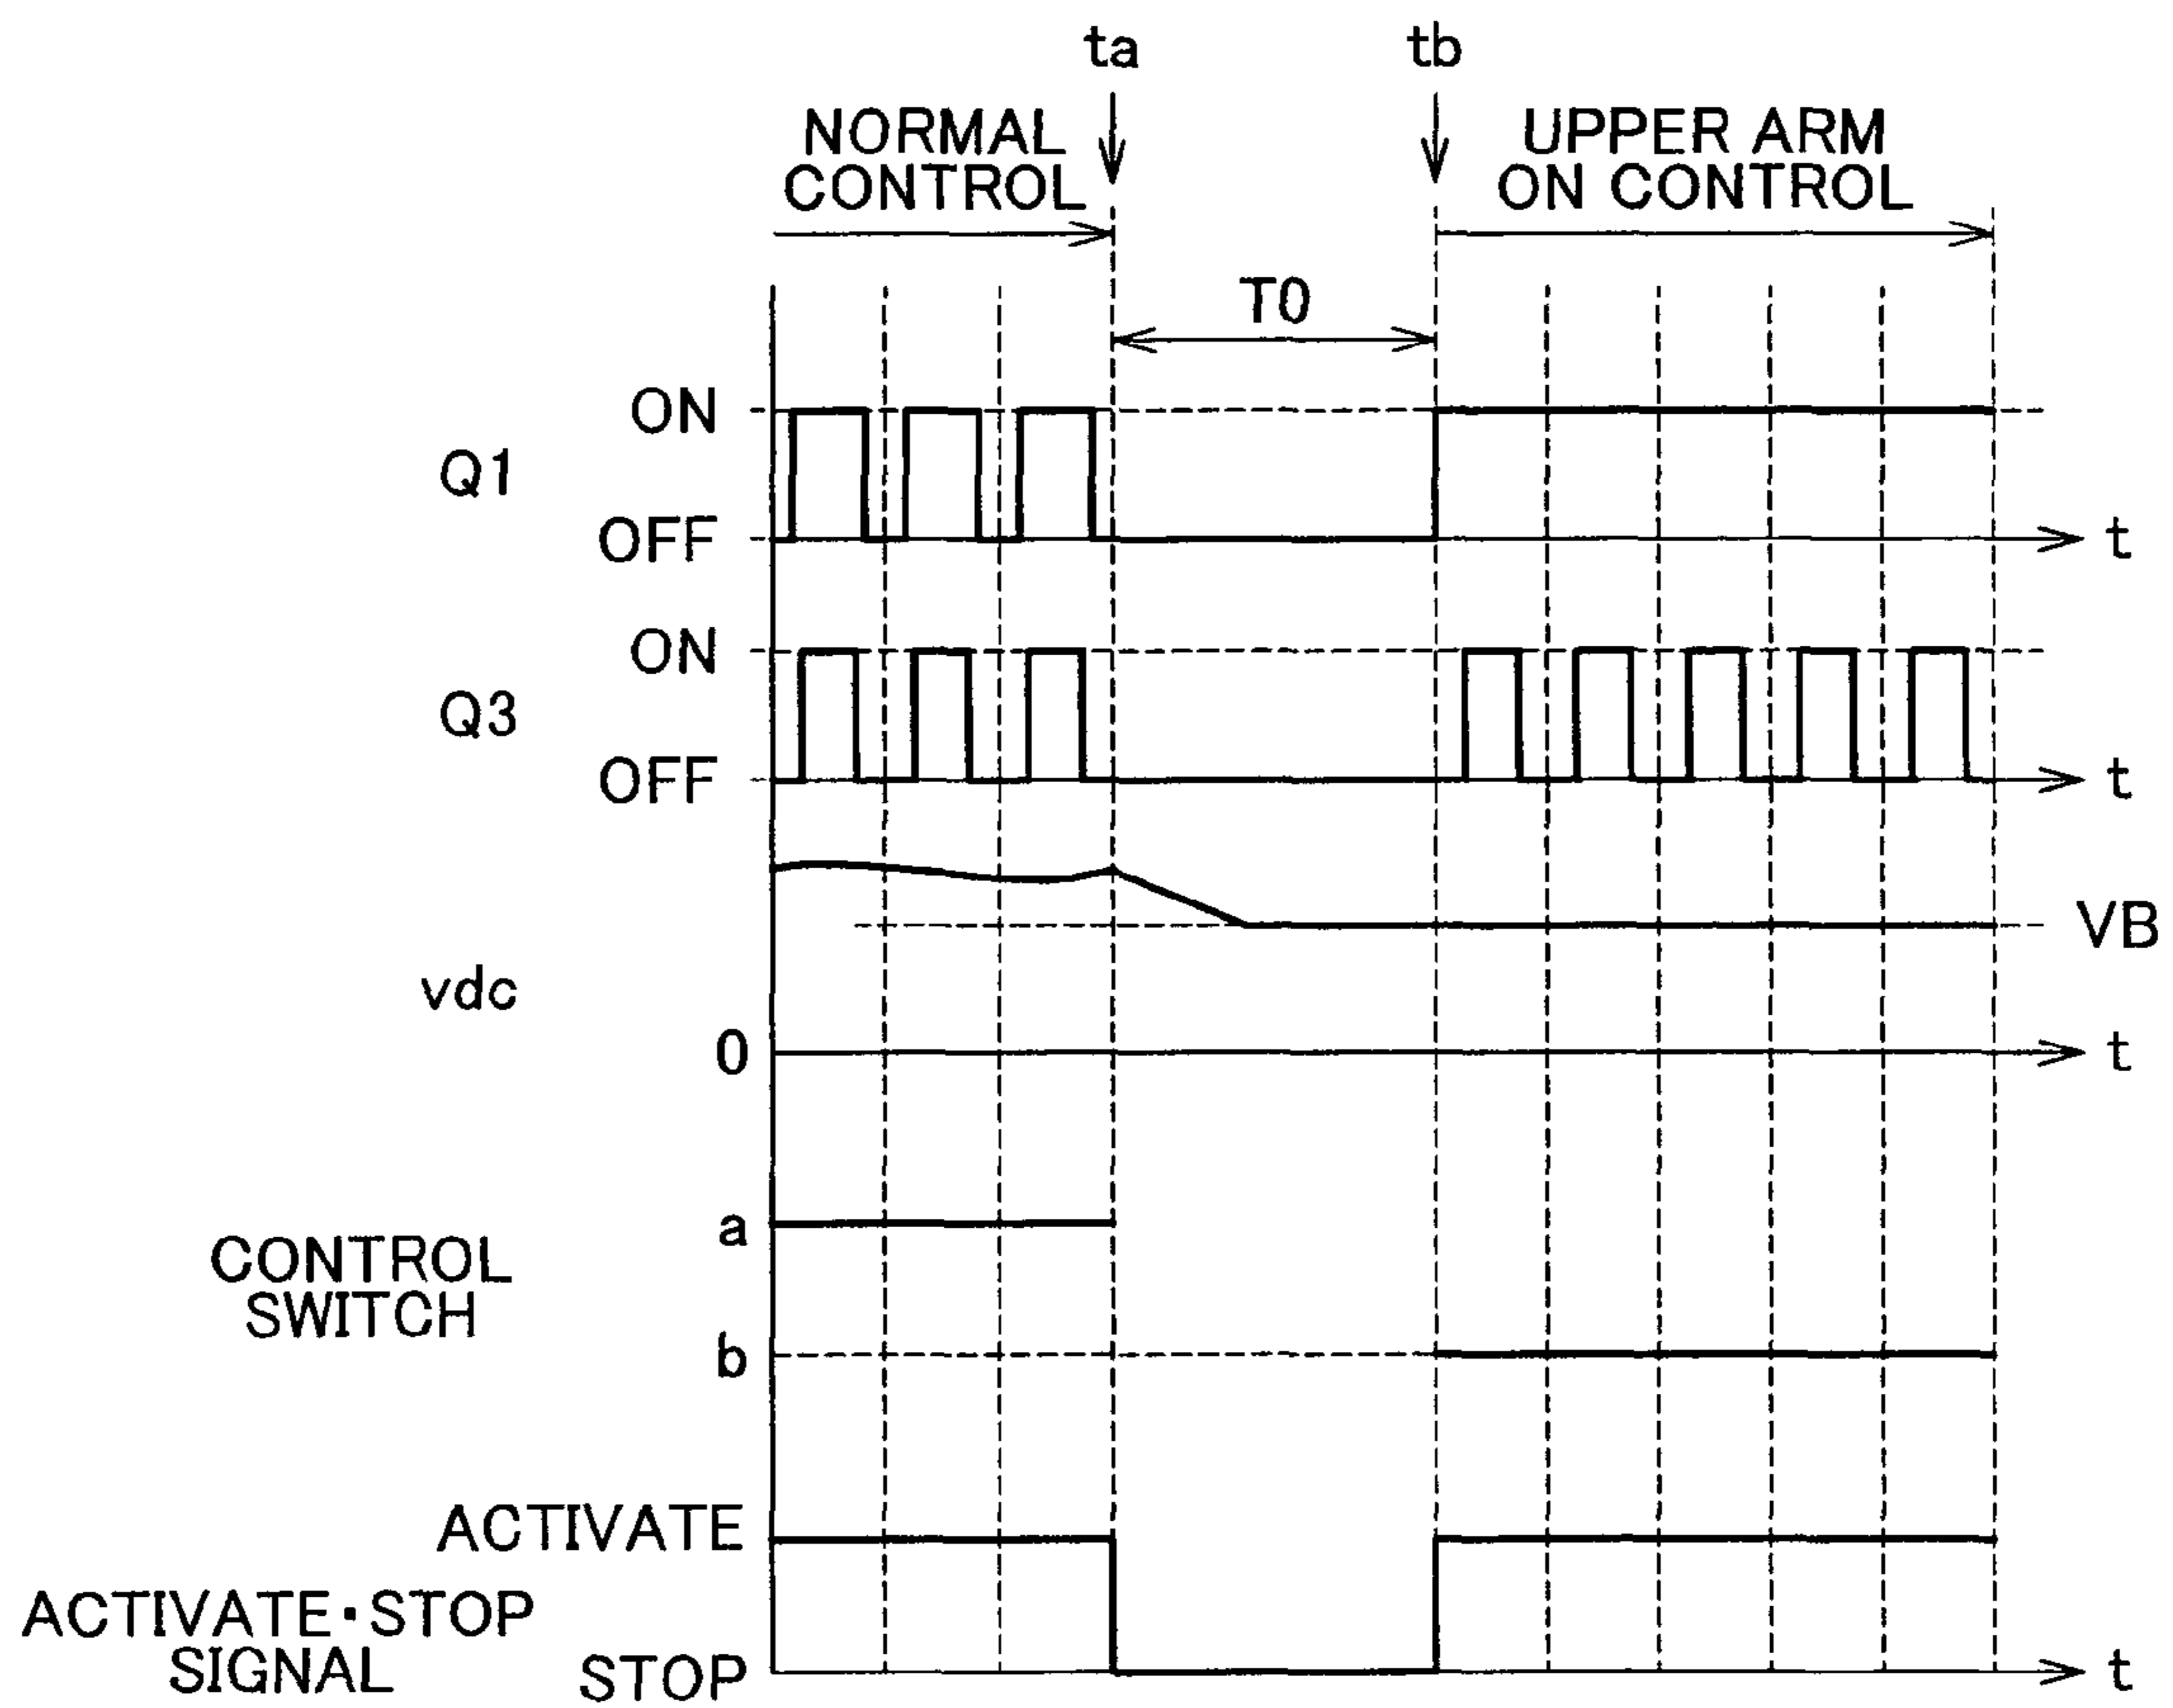 ta
tb
NORMAL
CONTROL
UPPER ARM
ON CONTROL
T0
ON
Q1
OFF
t
ON
Q3
OFF
t
VB
vdc
0
t
a
CONTROL
SWITCH
b
ACTIVATE
ACTIVATE·STOP
SIGNAL
STOP
t